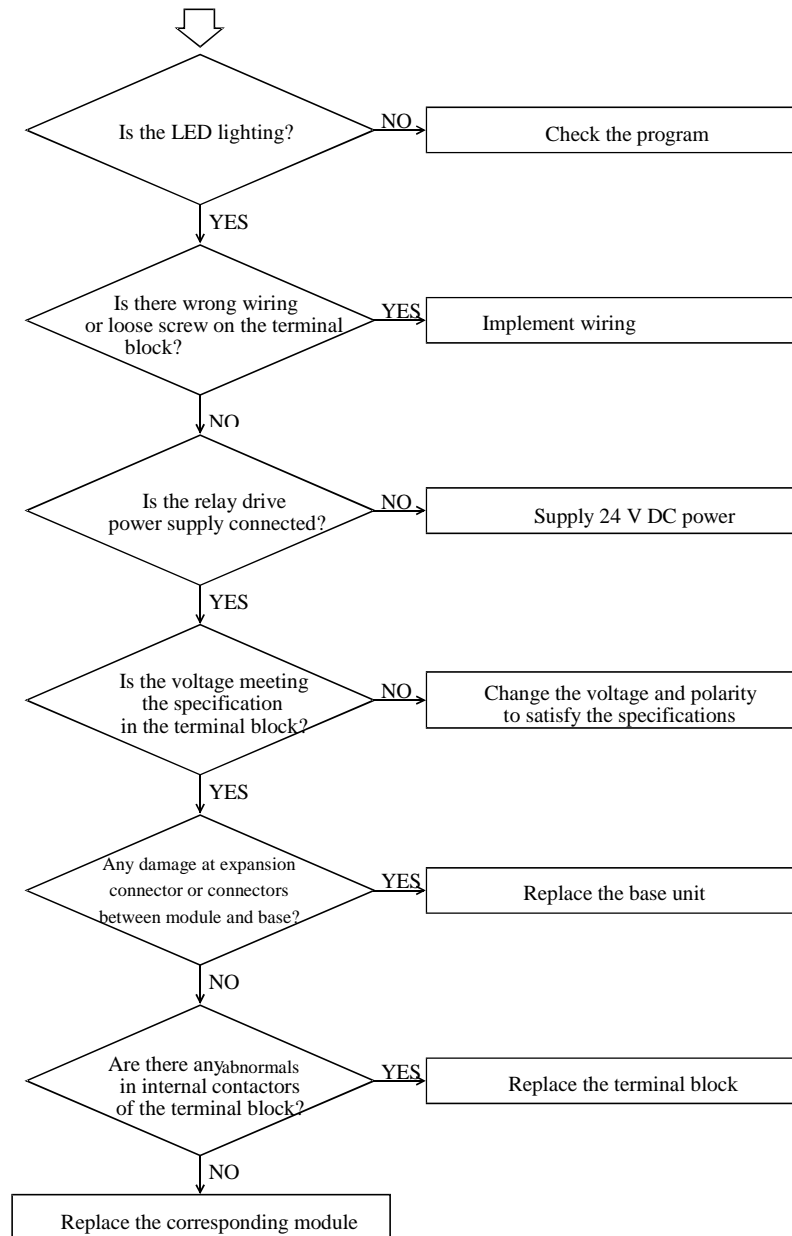 Is the LED lighting?
NO
Check the program
YES
Is there wrong wiring
or loose screw on the terminal
block?
YES
Implement wiring
NO
Is the relay drive
power supply connected?
NO
Supply 24 V DC power
YES
Is the voltage meeting
the specification
in the terminal block?
NO
Change the voltage and polarity
to satisfy the specifications
YES
Any damage at expansion
connector or connectors
between module and base?
YES
Replace the base unit
NO
Are there any abnormals
in internal contactors
of the terminal block?
YES
Replace the terminal block
NO
Replace the corresponding module